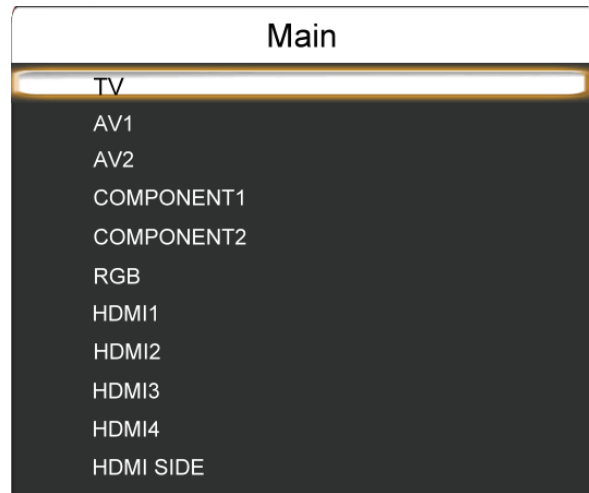 Main
TV
AV1
AV2
COMPONENT1
COMPONENT2
RGB
HDMI1
HDMI2
HDMI3
HDMI4
HDMI SIDE